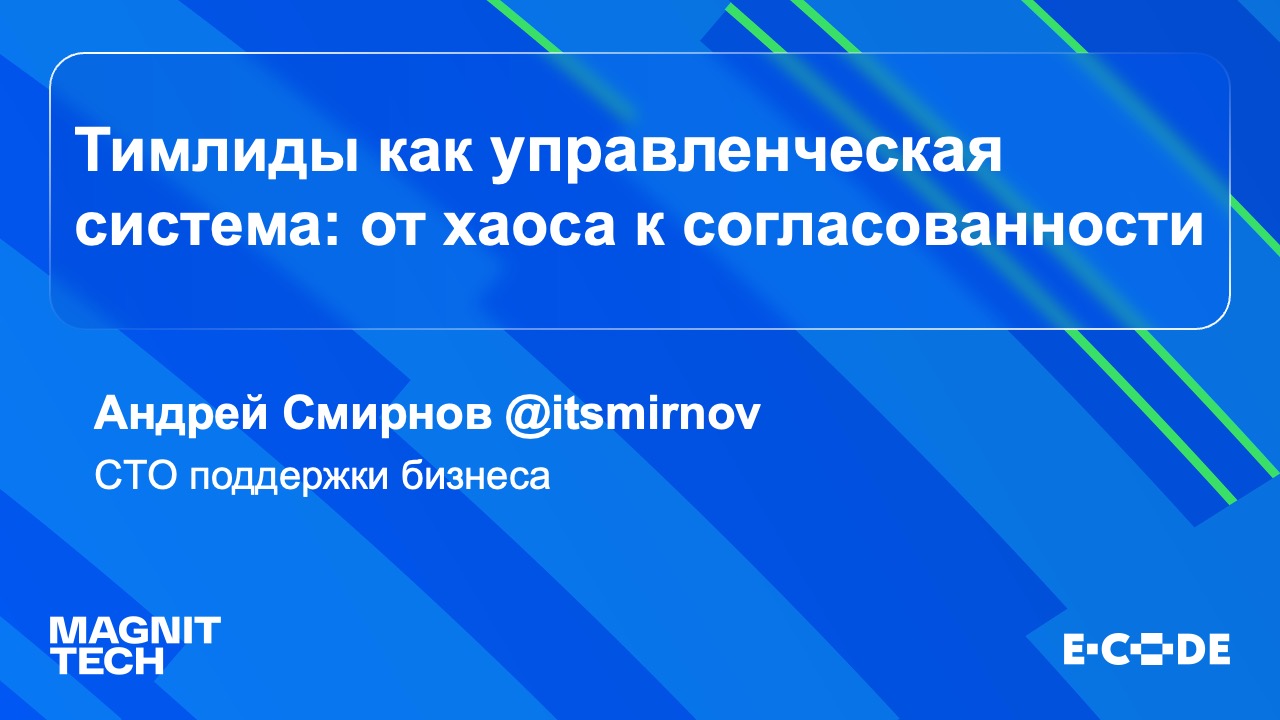 Тимлиды как управленческая
система: от хаоса к согласованности
Андрей Смирнов @itsmirnov
СТО поддержки бизнеса
MAGNIT
TECH
E·CODE